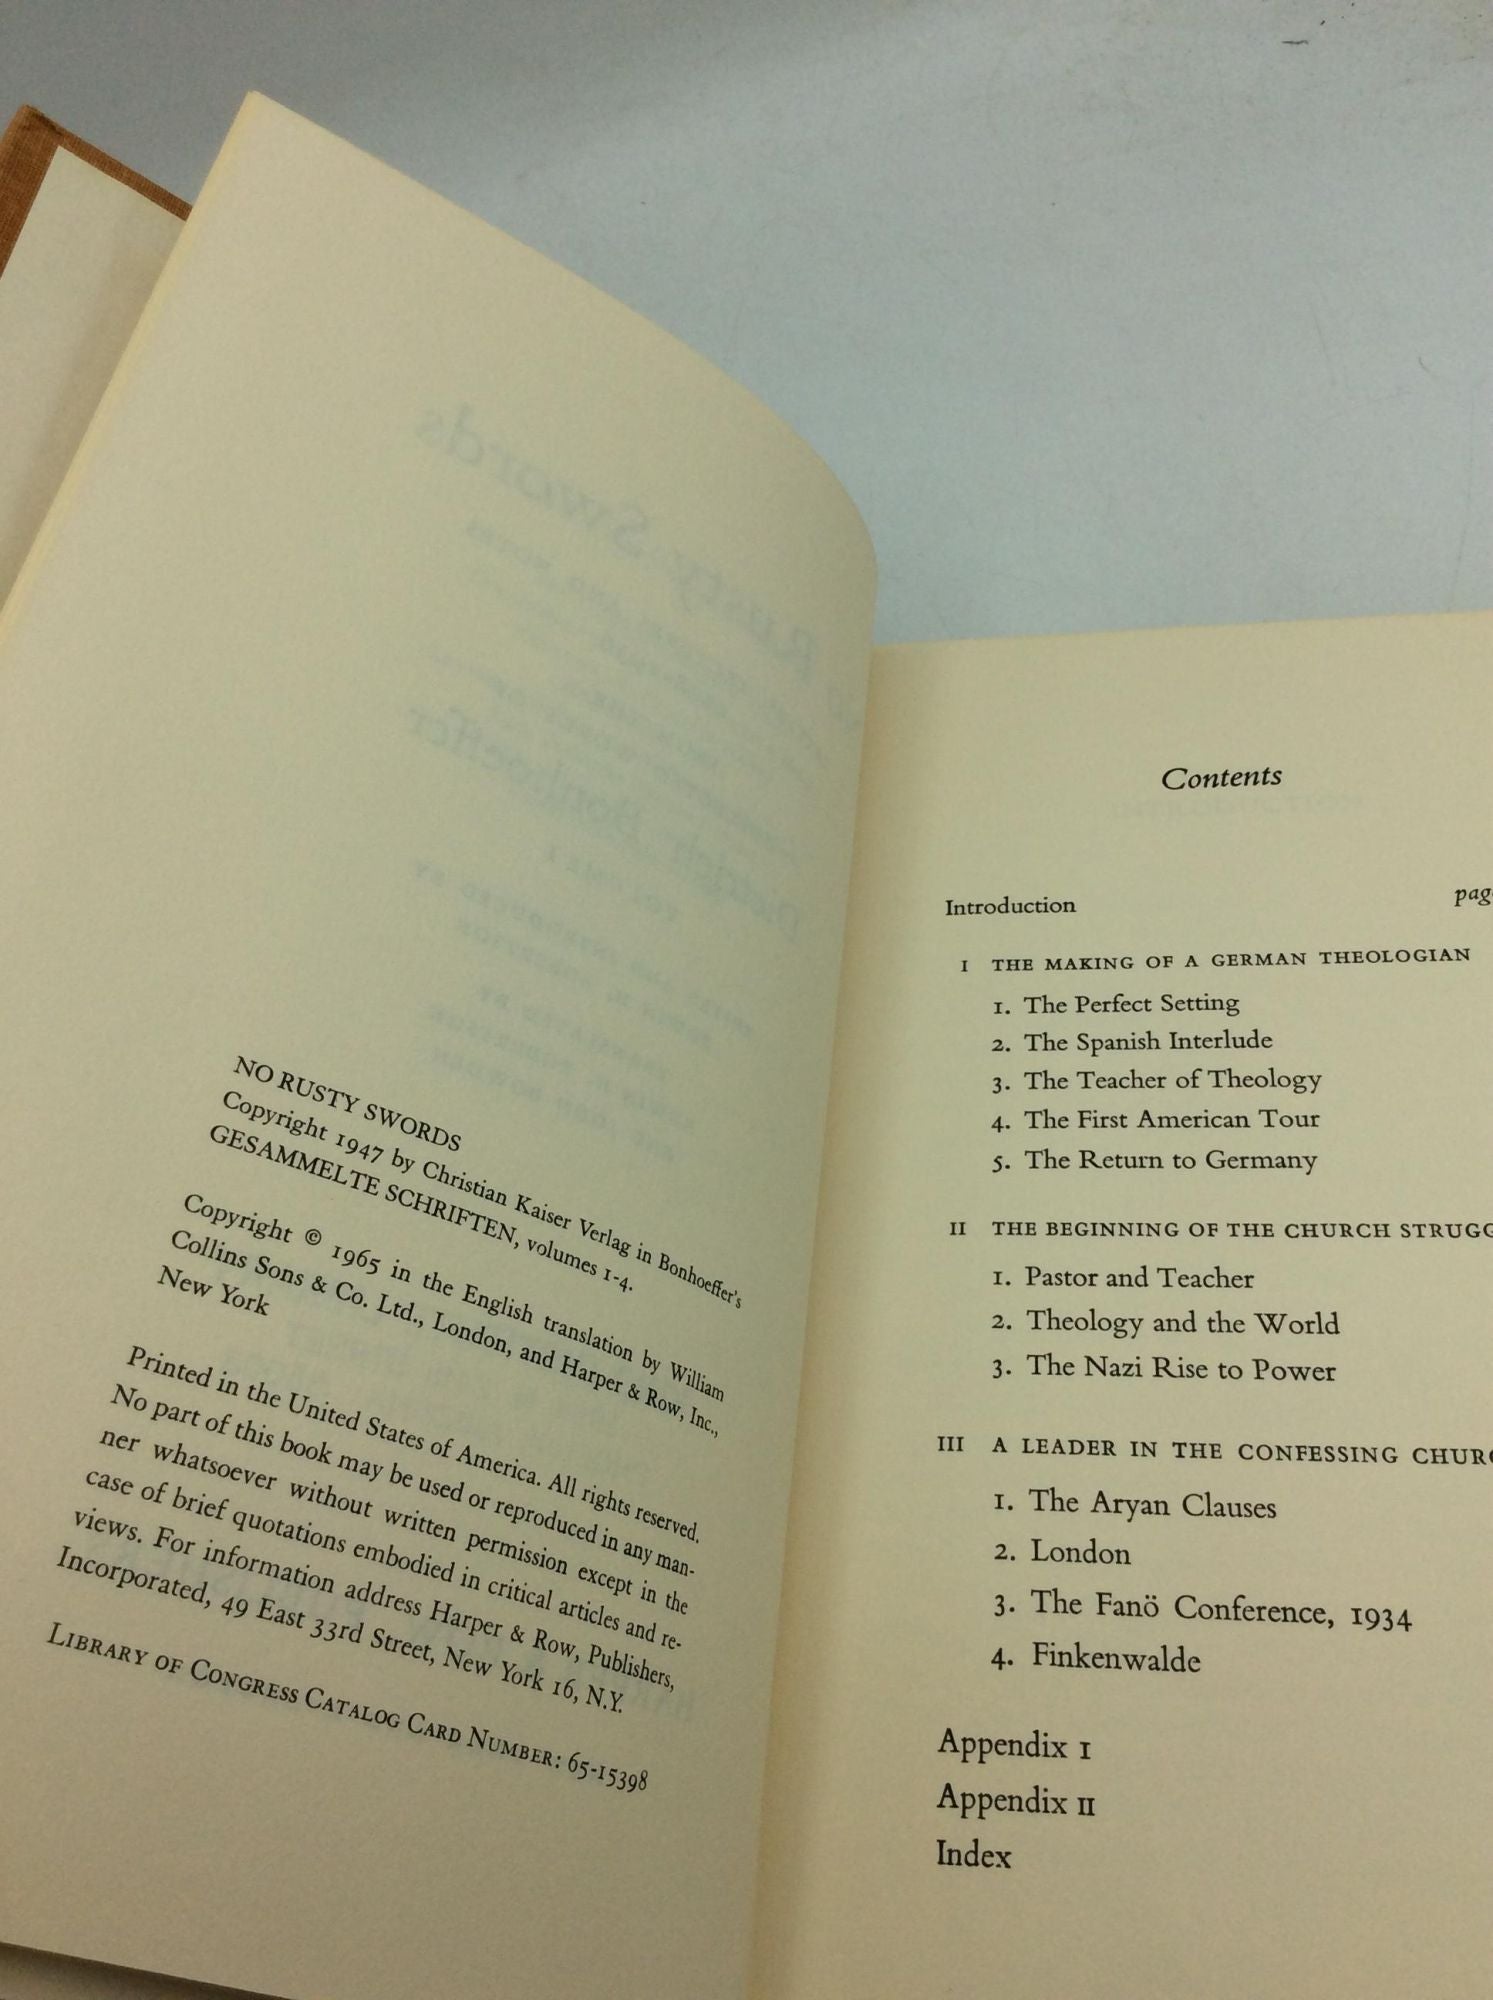 NO RUSTY SWORDS
Copyright 1947 by Christian Kaiser Verlag in Bonhoeffer's
GESAMMELTE SCHRIFTEN, volumes 1-4.
Copyright © 1965 in the English translation by William
Collins Sons & Co. Ltd., London, and Harper & Row, Inc.,
New York
Printed in the United States of America. All rights reserved.
No part of this book may be used or reproduced in any man-
ner whatsoever without written permission except in the
case of brief quotations embodied in critical articles and re-
views. For information address Harper & Row, Publishers,
Incorporated, 49 East 33rd Street, New York 16, N.Y.
LIBRARY OF CONGRESS CATALOG CARD NUMBER: 65-15398
Contents
Introduction pag
I THE MAKING OF A GERMAN THEOLOGIAN
1. The Perfect Setting
2. The Spanish Interlude
3. The Teacher of Theology
4. The First American Tour
5. The Return to Germany
II THE BEGINNING OF THE CHURCH STRUGG
1. Pastor and Teacher
2. Theology and the World
3. The Nazi Rise to Power
III A LEADER IN THE CONFESSING CHURC
1. The Aryan Clauses
2. London
3. The Fanö Conference, 1934
4. Finkenwalde
Appendix I
Appendix II
Index